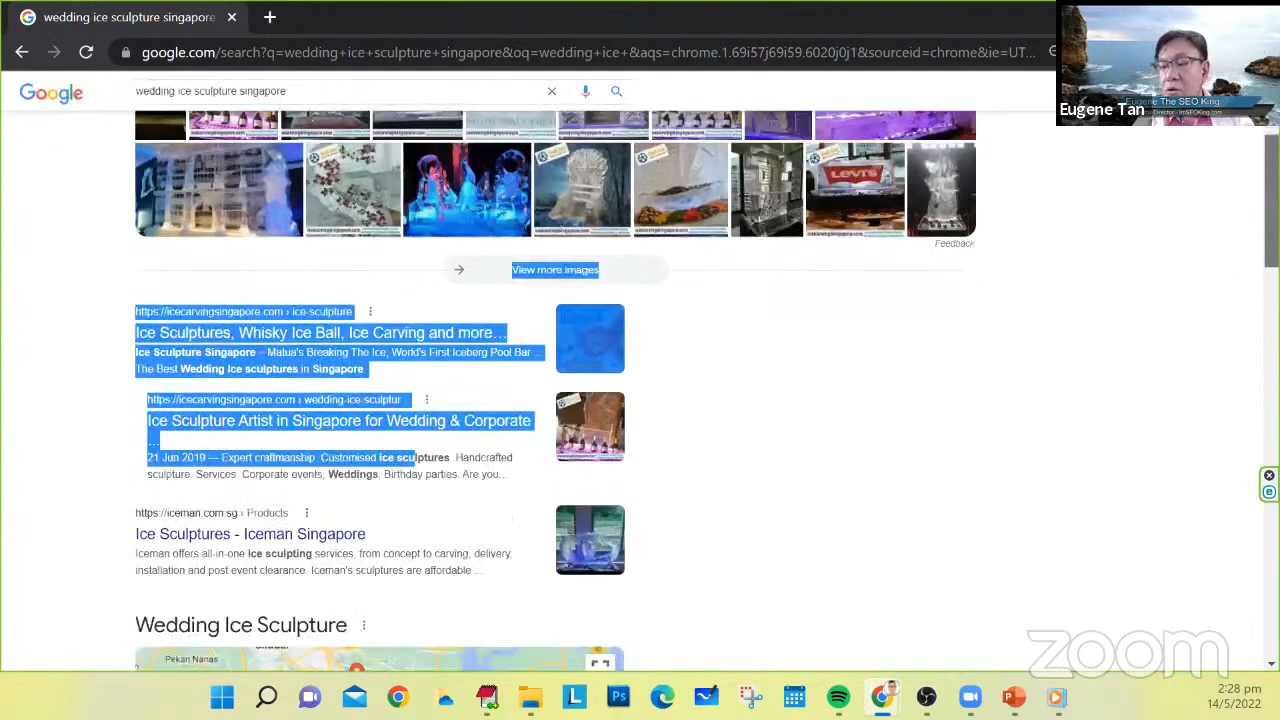 wedding ice sculpture singapore
google.com/search?q=wedding+ice+sculpture+singapore&oq=wedding+ice+&aqs=chrome.1.69i57j69i59.6020j0j1&sourceid=chrome&ie=UT...
Eugene The SEO King
Eugene Tan
Google
wedding ice sculpture singapore
LEVI'S
Feedback
View more images
https://icecarvingsingapore.com › ice-sculpture
Ice Sculptures, Whisky Ice Ball, Ice Carving and more...
Ice Sculpture Singapore – Matua's Breaking The Ice; World's First Iceberg Pool Bar ...
The Best Wedding Ice sculptures in Singapore.
https://icecarvingsingapore.com › wedding-ice-sculptur...
Ice Sculpture Artist in Singapore for Wedding & Corporate
...
21 Jun 2019 — Expert craftmanship. Customised ice sculptures. Handcrafted
sculpture. Services. Corporate events, Weddings, Birthday parties. Are you...
https://iceman.com.sg › Products
Ice Sculptures - Iceman Singapore
Iceman offers all-in-one ice sculpting services, from concept to carving, delivery,
installation and post event clearance. Iceman's sculptures are affordable ...
Wedding Ice Sculpture
Pekan Nanas
zoom
2:28 pm
14/5/2022